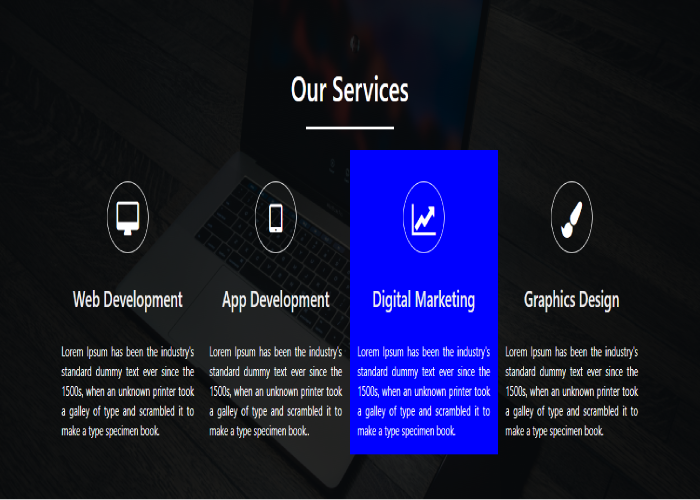 Our Services
Web Development
Lorem Ipsum has been the industry's
standard dummy text ever since the
1500s, when an unknown printer took
a galley of type and scrambled it to
make a type specimen book.
App Development
Lorem Ipsum has been the industry's
standard dummy text ever since the
1500s, when an unknown printer took
a galley of type and scrambled it to
make a type specimen book..
Digital Marketing
Lorem Ipsum has been the industry's
standard dummy text ever since the
1500s, when an unknown printer took
a galley of type and scrambled it to
make a type specimen book.
Graphics Design
Lorem Ipsum has been the industry's
standard dummy text ever since the
1500s, when an unknown printer took
a galley of type and scrambled it to
make a type specimen book.